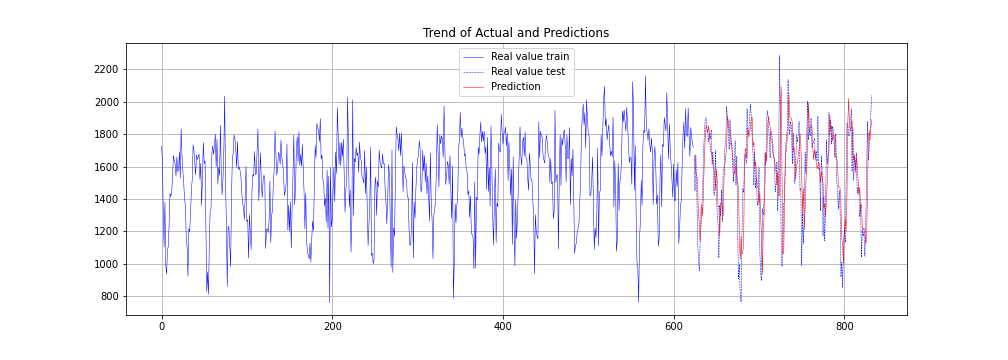 Trend of Actual and Predictions
Real value train
Real value test
Prediction
2200
2000
1800
1600
1400
1200
1000
800
0 200 400 600 800